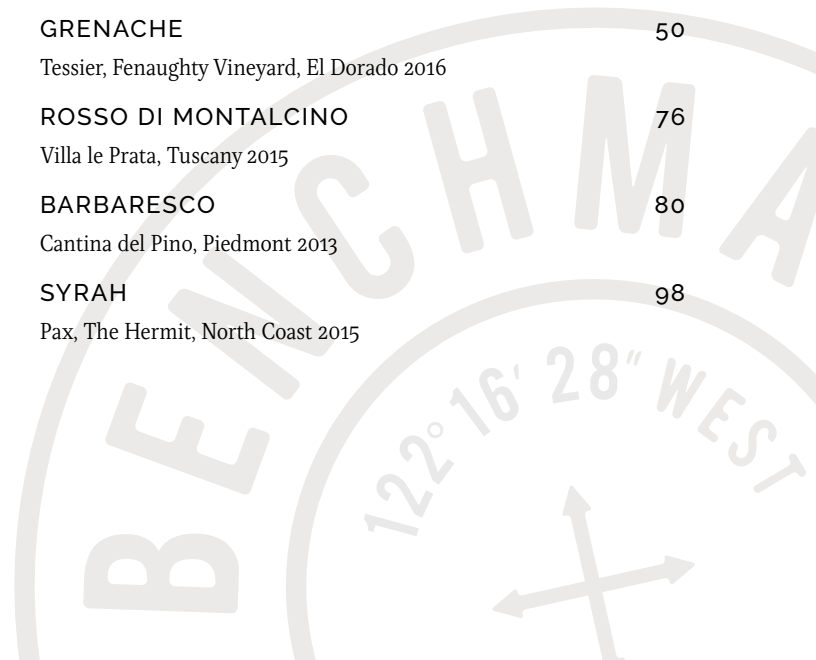 GRENACHE 50
Tessier, Fenaughty Vineyard, El Dorado 2016
ROSSO DI MONTALCINO 76
Villa le Prata, Tuscany 2015
BARBARESCO 80
Cantina del Pino, Piedmont 2013
SYRAH 98
Pax, The Hermit, North Coast 2015
BENCHMA
122° 16' 28" WEST